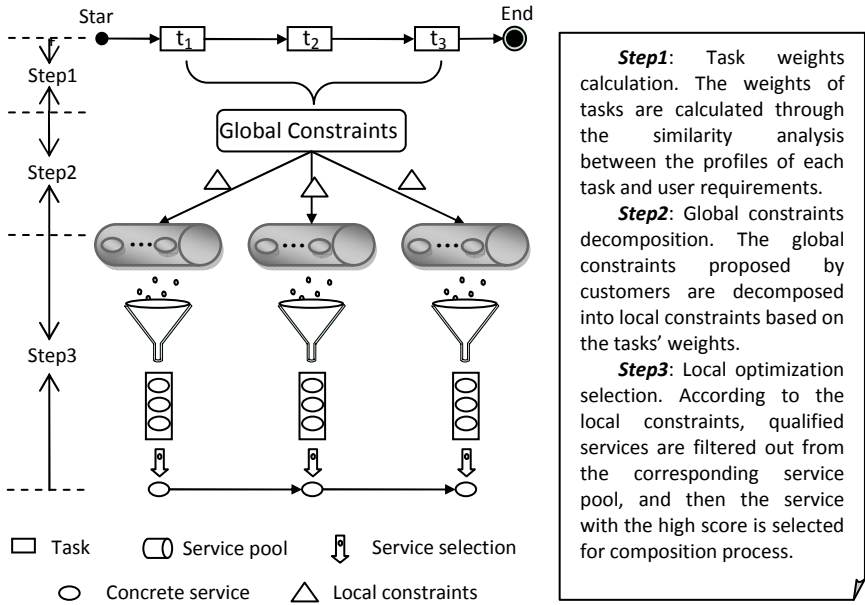 Star
End
t1
t2
t3
Step1
Global Constraints
Step2
Step3
Task
Service pool
Service selection
Concrete service
Local constraints
Step1: Task weights
calculation. The weights of
tasks are calculated through
the similarity analysis
between the profiles of each
task and user requirements.
Step2: Global constraints
decomposition. The global
constraints proposed by
customers are decomposed
into local constraints based on
the tasks' weights.
Step3: Local optimization
selection. According to the
local constraints, qualified
services are filtered out from
the corresponding service
pool, and then the service
with the high score is selected
for composition process.